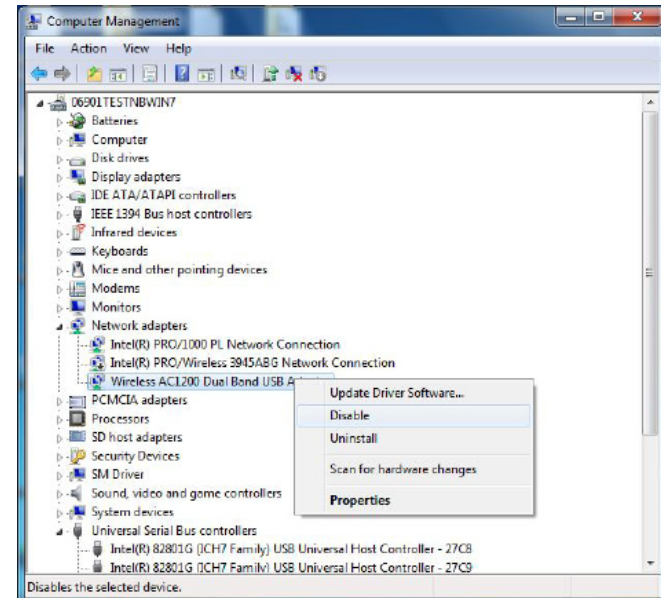 Computer Management
File Action View Help
06901TESTNBWIN7
Batteries
Computer
Disk drives
Display adapters
IDE ATA/ATAPI controllers
IEEE 1394 Bus host controllers
Infrared devices
Keyboards
Mice and other pointing devices
Modems
Monitors
Network adapters
Intel(R) PRO/1000 PL Network Connection
Intel(R) PRO/Wireless 3945ABG Network Connection
Wireless AC1200 Dual Band USB
Update Driver Software...
Disable
Uninstall
Scan for hardware changes
Properties
PCMCIA adapters
Processors
SD host adapters
Security Devices
SM Driver
Sound, video and game controllers
System devices
Universal Serial Bus controllers
Intel(R) 82801G (ICH7 Family) USB Universal Host Controller - 27C8
Intel(R) 82801G (ICH7 Family) USB Universal Host Controller - 27C9
Disables the selected device.